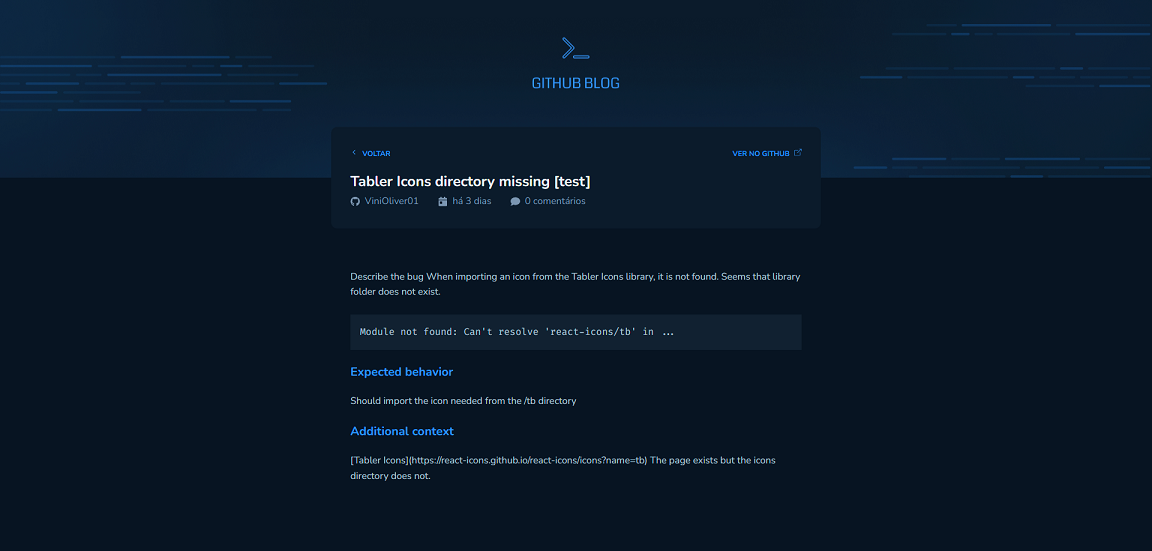 GITHUB BLOG
VOLTAR
VER NO GITHUB
Tabler Icons directory missing [test]
ViniOliver01 há 3 dias 0 comentários
Describe the bug When importing an icon from the Tabler Icons library, it is not found. Seems that library
folder does not exist.
Module not found: Can't resolve 'react-icons/tb' in ...
Expected behavior
Should import the icon needed from the /tb directory
Additional context
[Tabler Icons](https://react-icons.github.io/react-icons/icons?name=tb) The page exists but the icons
directory does not.